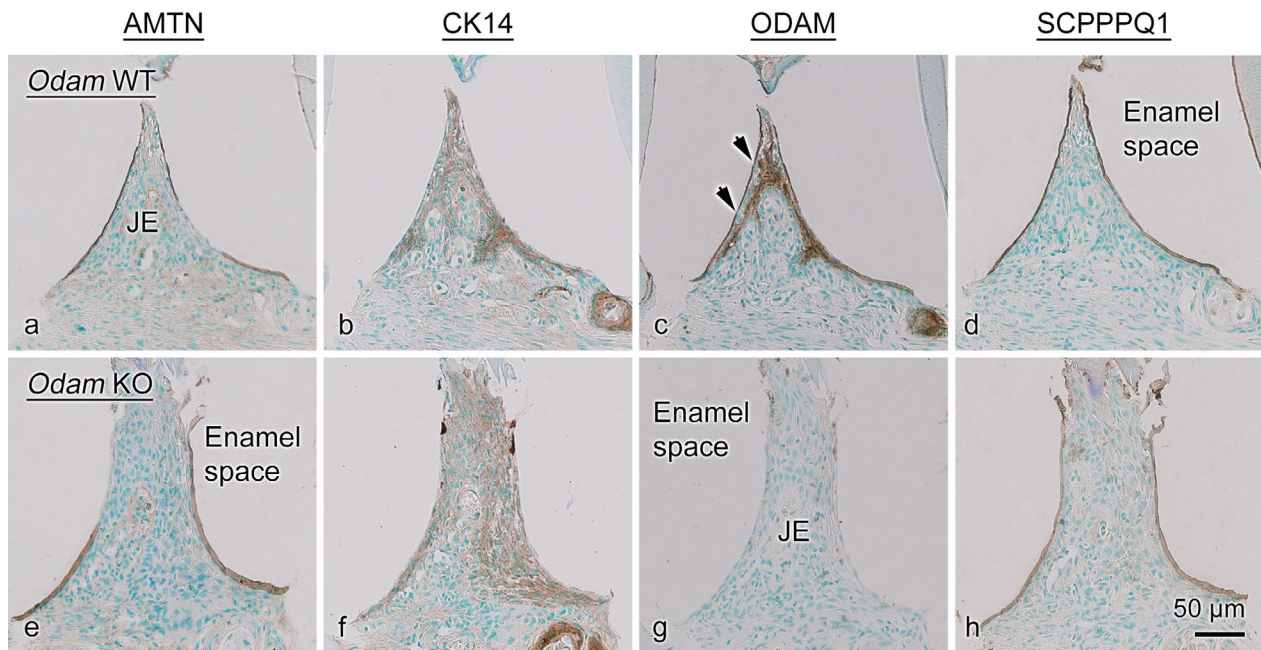 AMTN CK14 ODAM SCPPPQ1
Odam WT
Enamel
space
JE
a b c d
Odam KO
Enamel
space
Enamel
space
JE
50 µm
e f g h